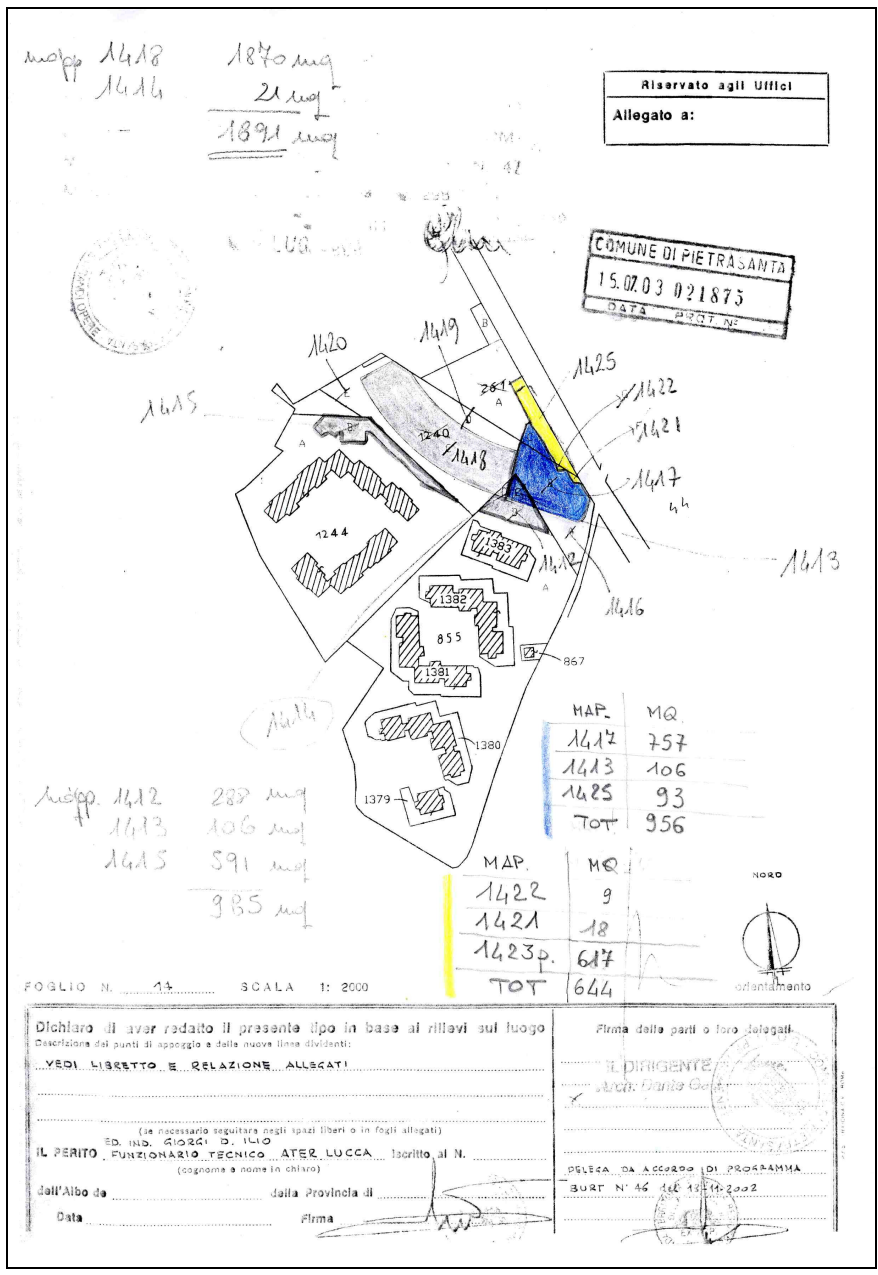 mapp 1418 1870 mq
1414 21 mq
1891 mq
Riservato agli Uffici
Allegato a:
LUG
COMUNE DI PIETRASANTA
15.07.03 021875
DATA PROT. N°
1420
1419
B
1425
1422
1421
1417
44
1413
1415
E
A
B
A
1240
1418
1244
1383
B
1412
A
1416
1382
855
1381
867
1414
1380
1379
MAP. MQ
1417 757
1413 106
1425 93
TOT 956
mapp. 1412 288 mq
1413 106 mq
1415 591 mq
985 mq
MAP. MQ
1422 9
1421 18
1423p. 617
TOT 644
NORD
orientamento
FOGLIO N. SCALA 1: 2000
Dichiaro di aver redatto il presente tipo in base ai rilievi sul luogo
Descrizione dei punti di appoggio e delle nuove linee dividenti:
VEDI LIBRETTO E RELAZIONE ALLEGATI
(se necessario seguitare negli spazi liberi o in fogli allegati)
ED. IND. GIORGI D. ILIO
IL PERITO FUNZIONARIO TECNICO ATER LUCCA Iscritto al N.
(cognome e nome in chiaro)
dell'Albo de della Provincia di
Data Firma
Firma delle parti o loro delegati
IL DIRIGENTE
Arch. Dante
DELEGA DA ACCORDO DI PROGRAMMA
BURT N° 46 del 13-11-2002